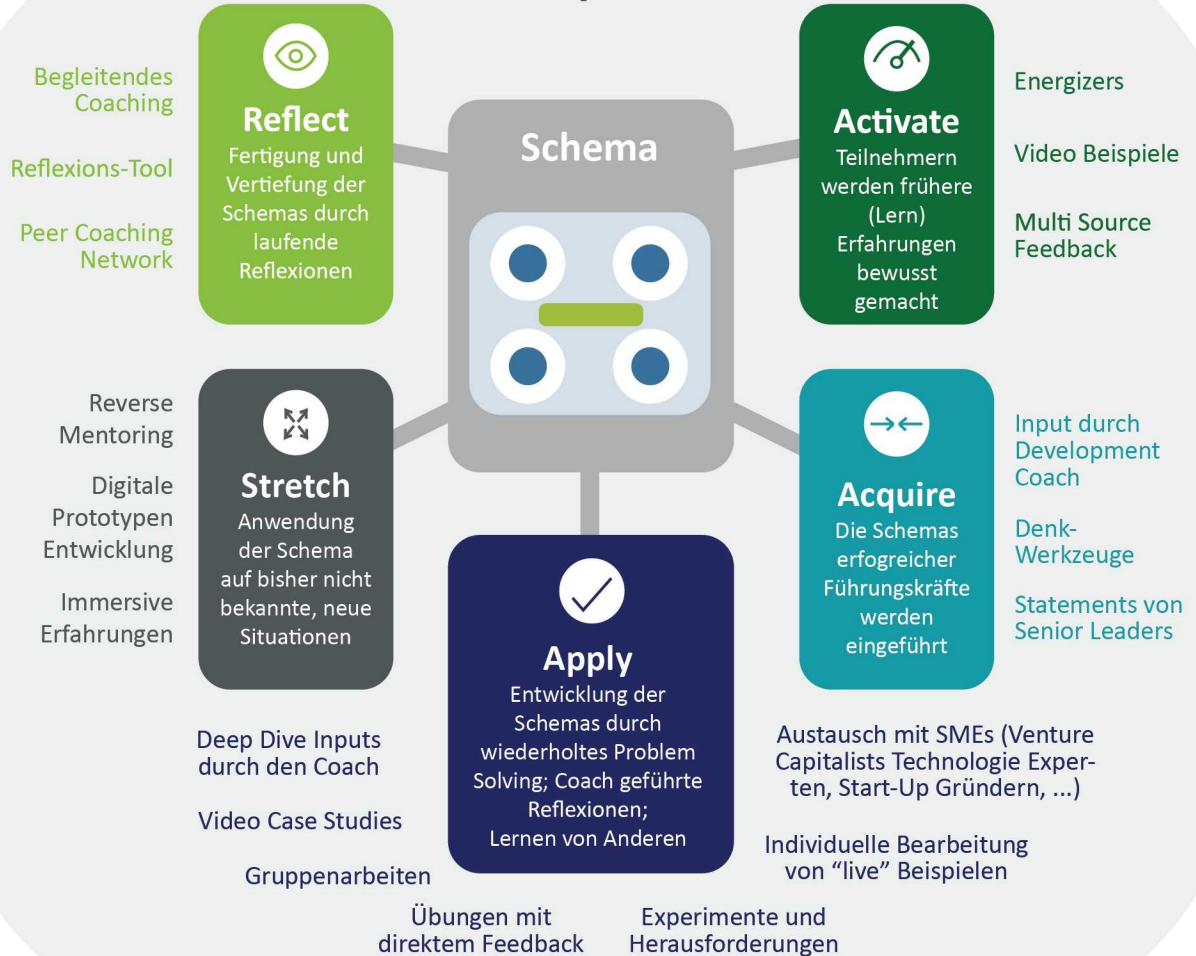 Begleitendes
Coaching
Reflexions-Tool
Peer Coaching
Network
Reflect
Fertigung und
Vertiefung der
Schemas durch
laufende
Reflexionen
Schema
Activate
Teilnehmern
werden frühere
(Lern)
Erfahrungen
bewusst
gemacht
Energizers
Video Beispiele
Multi Source
Feedback
Reverse
Mentoring
Digitale
Prototypen
Entwicklung
Immersive
Erfahrungen
Stretch
Anwendung
der Schema
auf bisher nicht
bekannte, neue
Situationen
Acquire
Die Schemas
erfogreicher
Führungskräfte
werden
eingeführt
Input durch
Development
Coach
Denk-
Werkzeuge
Statements von
Senior Leaders
Apply
Entwicklung der
Schemas durch
wiederholtes Problem
Solving; Coach geführte
Reflexionen;
Lernen von Anderen
Deep Dive Inputs
durch den Coach
Video Case Studies
Gruppenarbeiten
Übungen mit
direktem Feedback
Experimente und
Herausforderungen
Austausch mit SMEs (Venture
Capitalists Technologie Exper-
ten, Start-Up Gründern, ...)
Individuelle Bearbeitung
von “live” Beispielen